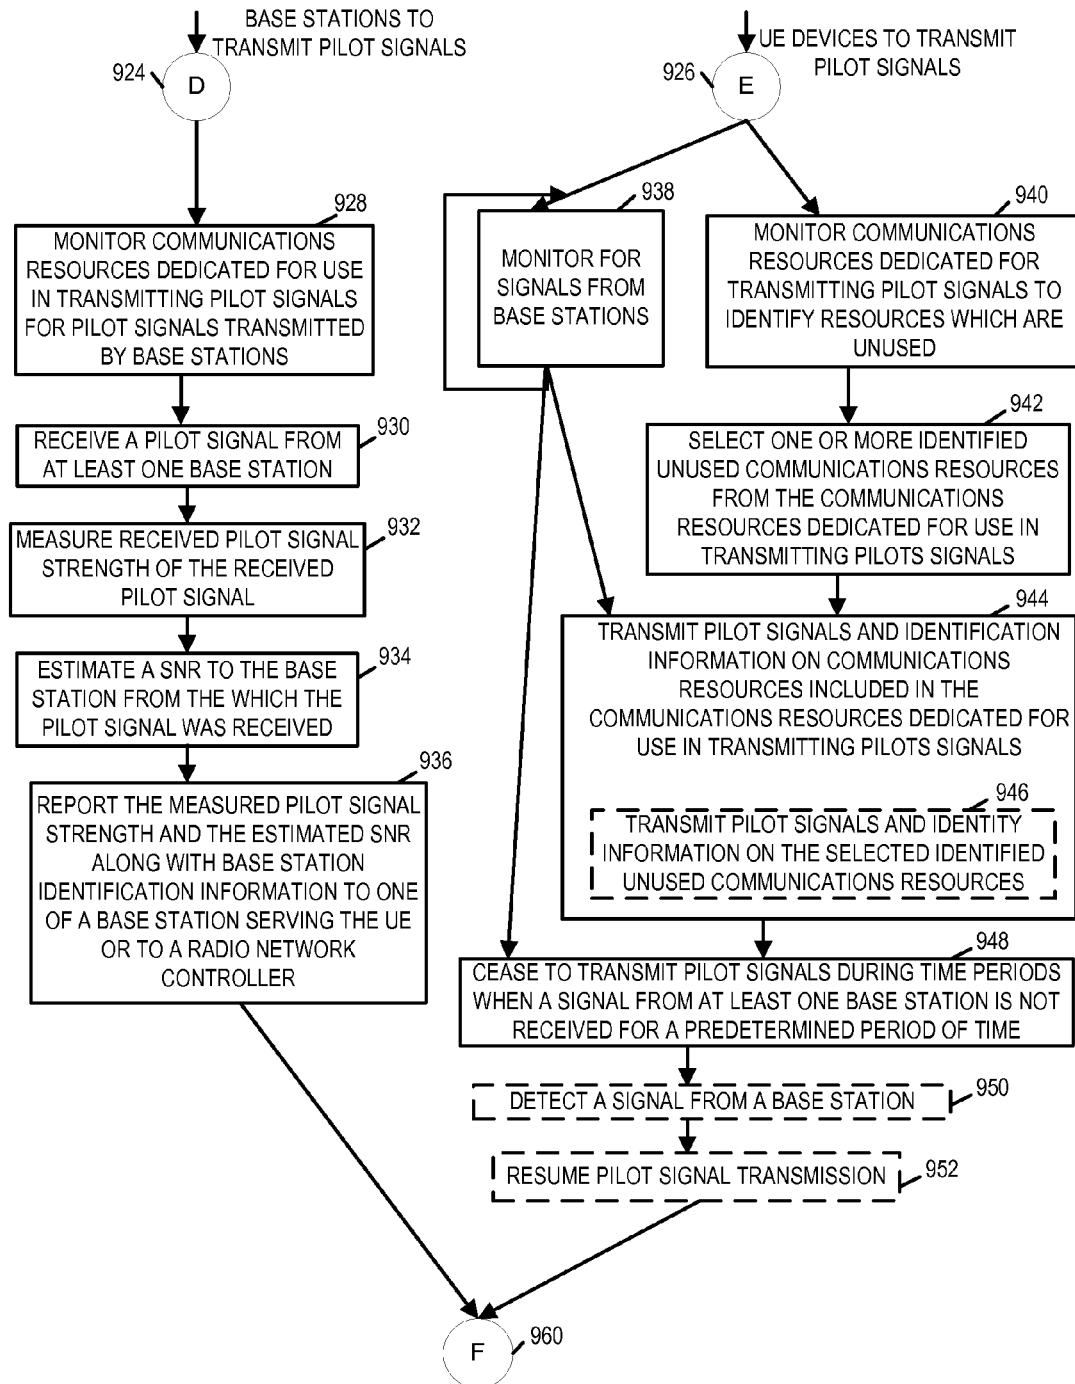 BASE STATIONS TO
TRANSMIT PILOT SIGNALS
924
D
928
MONITOR COMMUNICATIONS
RESOURCES DEDICATED FOR USE
IN TRANSMITTING PILOT SIGNALS
FOR PILOT SIGNALS TRANSMITTED
BY BASE STATIONS
930
RECEIVE A PILOT SIGNAL FROM
AT LEAST ONE BASE STATION
932
MEASURE RECEIVED PILOT SIGNAL
STRENGTH OF THE RECEIVED
PILOT SIGNAL
934
ESTIMATE A SNR TO THE BASE
STATION FROM THE WHICH THE
PILOT SIGNAL WAS RECEIVED
936
REPORT THE MEASURED PILOT SIGNAL
STRENGTH AND THE ESTIMATED SNR
ALONG WITH BASE STATION
IDENTIFICATION INFORMATION TO ONE
OF A BASE STATION SERVING THE UE
OR TO A RADIO NETWORK
CONTROLLER
UE DEVICES TO TRANSMIT
PILOT SIGNALS
926
E
938
MONITOR FOR
SIGNALS FROM
BASE STATIONS
940
MONITOR COMMUNICATIONS
RESOURCES DEDICATED FOR
TRANSMITTING PILOT SIGNALS TO
IDENTIFY RESOURCES WHICH ARE
UNUSED
942
SELECT ONE OR MORE IDENTIFIED
UNUSED COMMUNICATIONS RESOURCES
FROM THE COMMUNICATIONS
RESOURCES DEDICATED FOR USE IN
TRANSMITTING PILOTS SIGNALS
944
TRANSMIT PILOT SIGNALS AND IDENTIFICATION
INFORMATION ON COMMUNICATIONS
RESOURCES INCLUDED IN THE
COMMUNICATIONS RESOURCES DEDICATED FOR
USE IN TRANSMITTING PILOTS SIGNALS
946
TRANSMIT PILOT SIGNALS AND IDENTITY
INFORMATION ON THE SELECTED IDENTIFIED
UNUSED COMMUNICATIONS RESOURCES
948
CEASE TO TRANSMIT PILOT SIGNALS DURING TIME PERIODS
WHEN A SIGNAL FROM AT LEAST ONE BASE STATION IS NOT
RECEIVED FOR A PREDETERMINED PERIOD OF TIME
DETECT A SIGNAL FROM A BASE STATION
950
RESUME PILOT SIGNAL TRANSMISSION
952
F
960